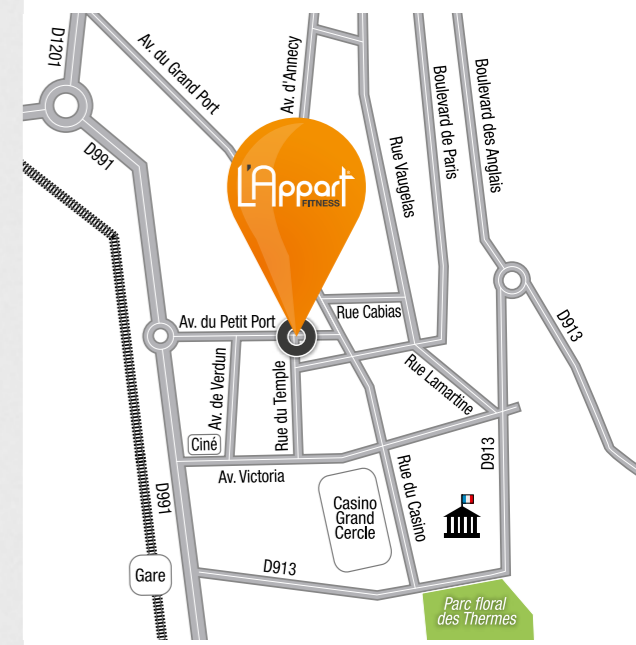 D1201
Av. du Grand Port
Av. d'Annecy
Boulevard de Paris
Boulevard des Anglais
D991
Rue Vaugelas
L'Appart
FITNESS
Av. du Petit Port
Rue Cabias
D913
Av. de Verdun
Rue du Temple
Rue Lamartine
Ciné
Av. Victoria
D913
D991
Casino
Grand
Cercle
Rue du Casino
Gare
D913
Parc floral
des Thermes